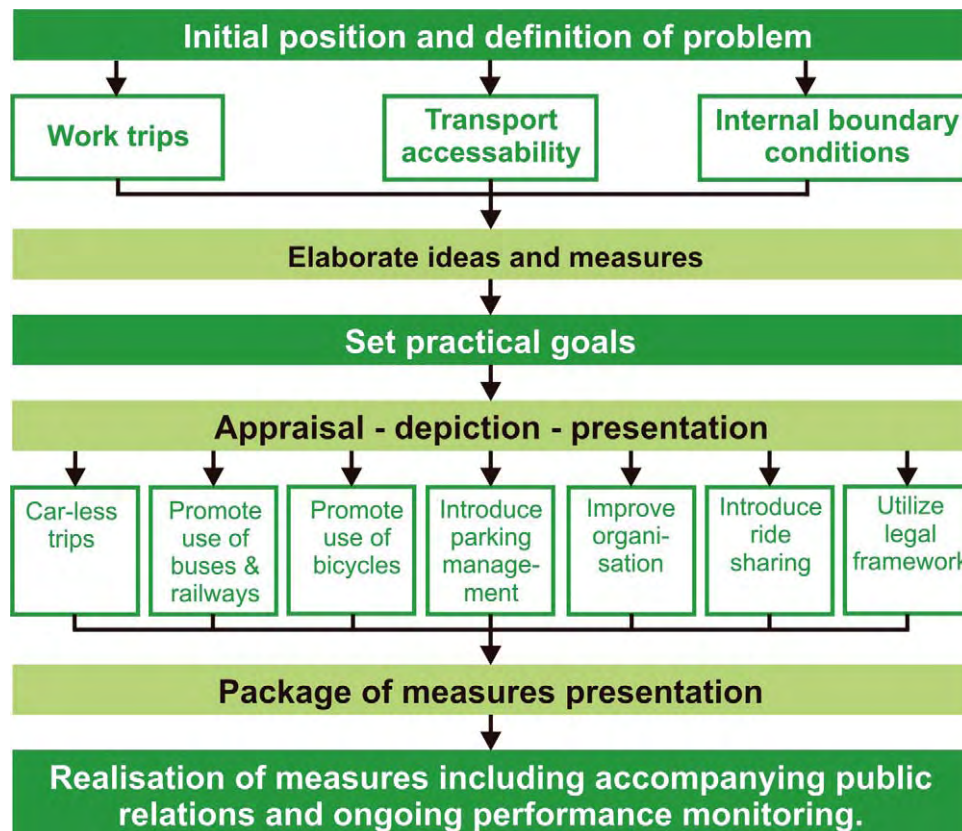 Initial position and definition of problem
Work trips
Transport
accessability
Internal boundary
conditions
Elaborate ideas and measures
Set practical goals
Appraisal - depiction - presentation
Car-less
trips
Promote
use of
buses &
railways
Promote
use of
bicycles
Introduce
parking
manage-
ment
Improve
organi-
sation
Introduce
ride
sharing
Utilize
legal
framework
Package of measures presentation
Realisation of measures including accompanying public
relations and ongoing performance monitoring.